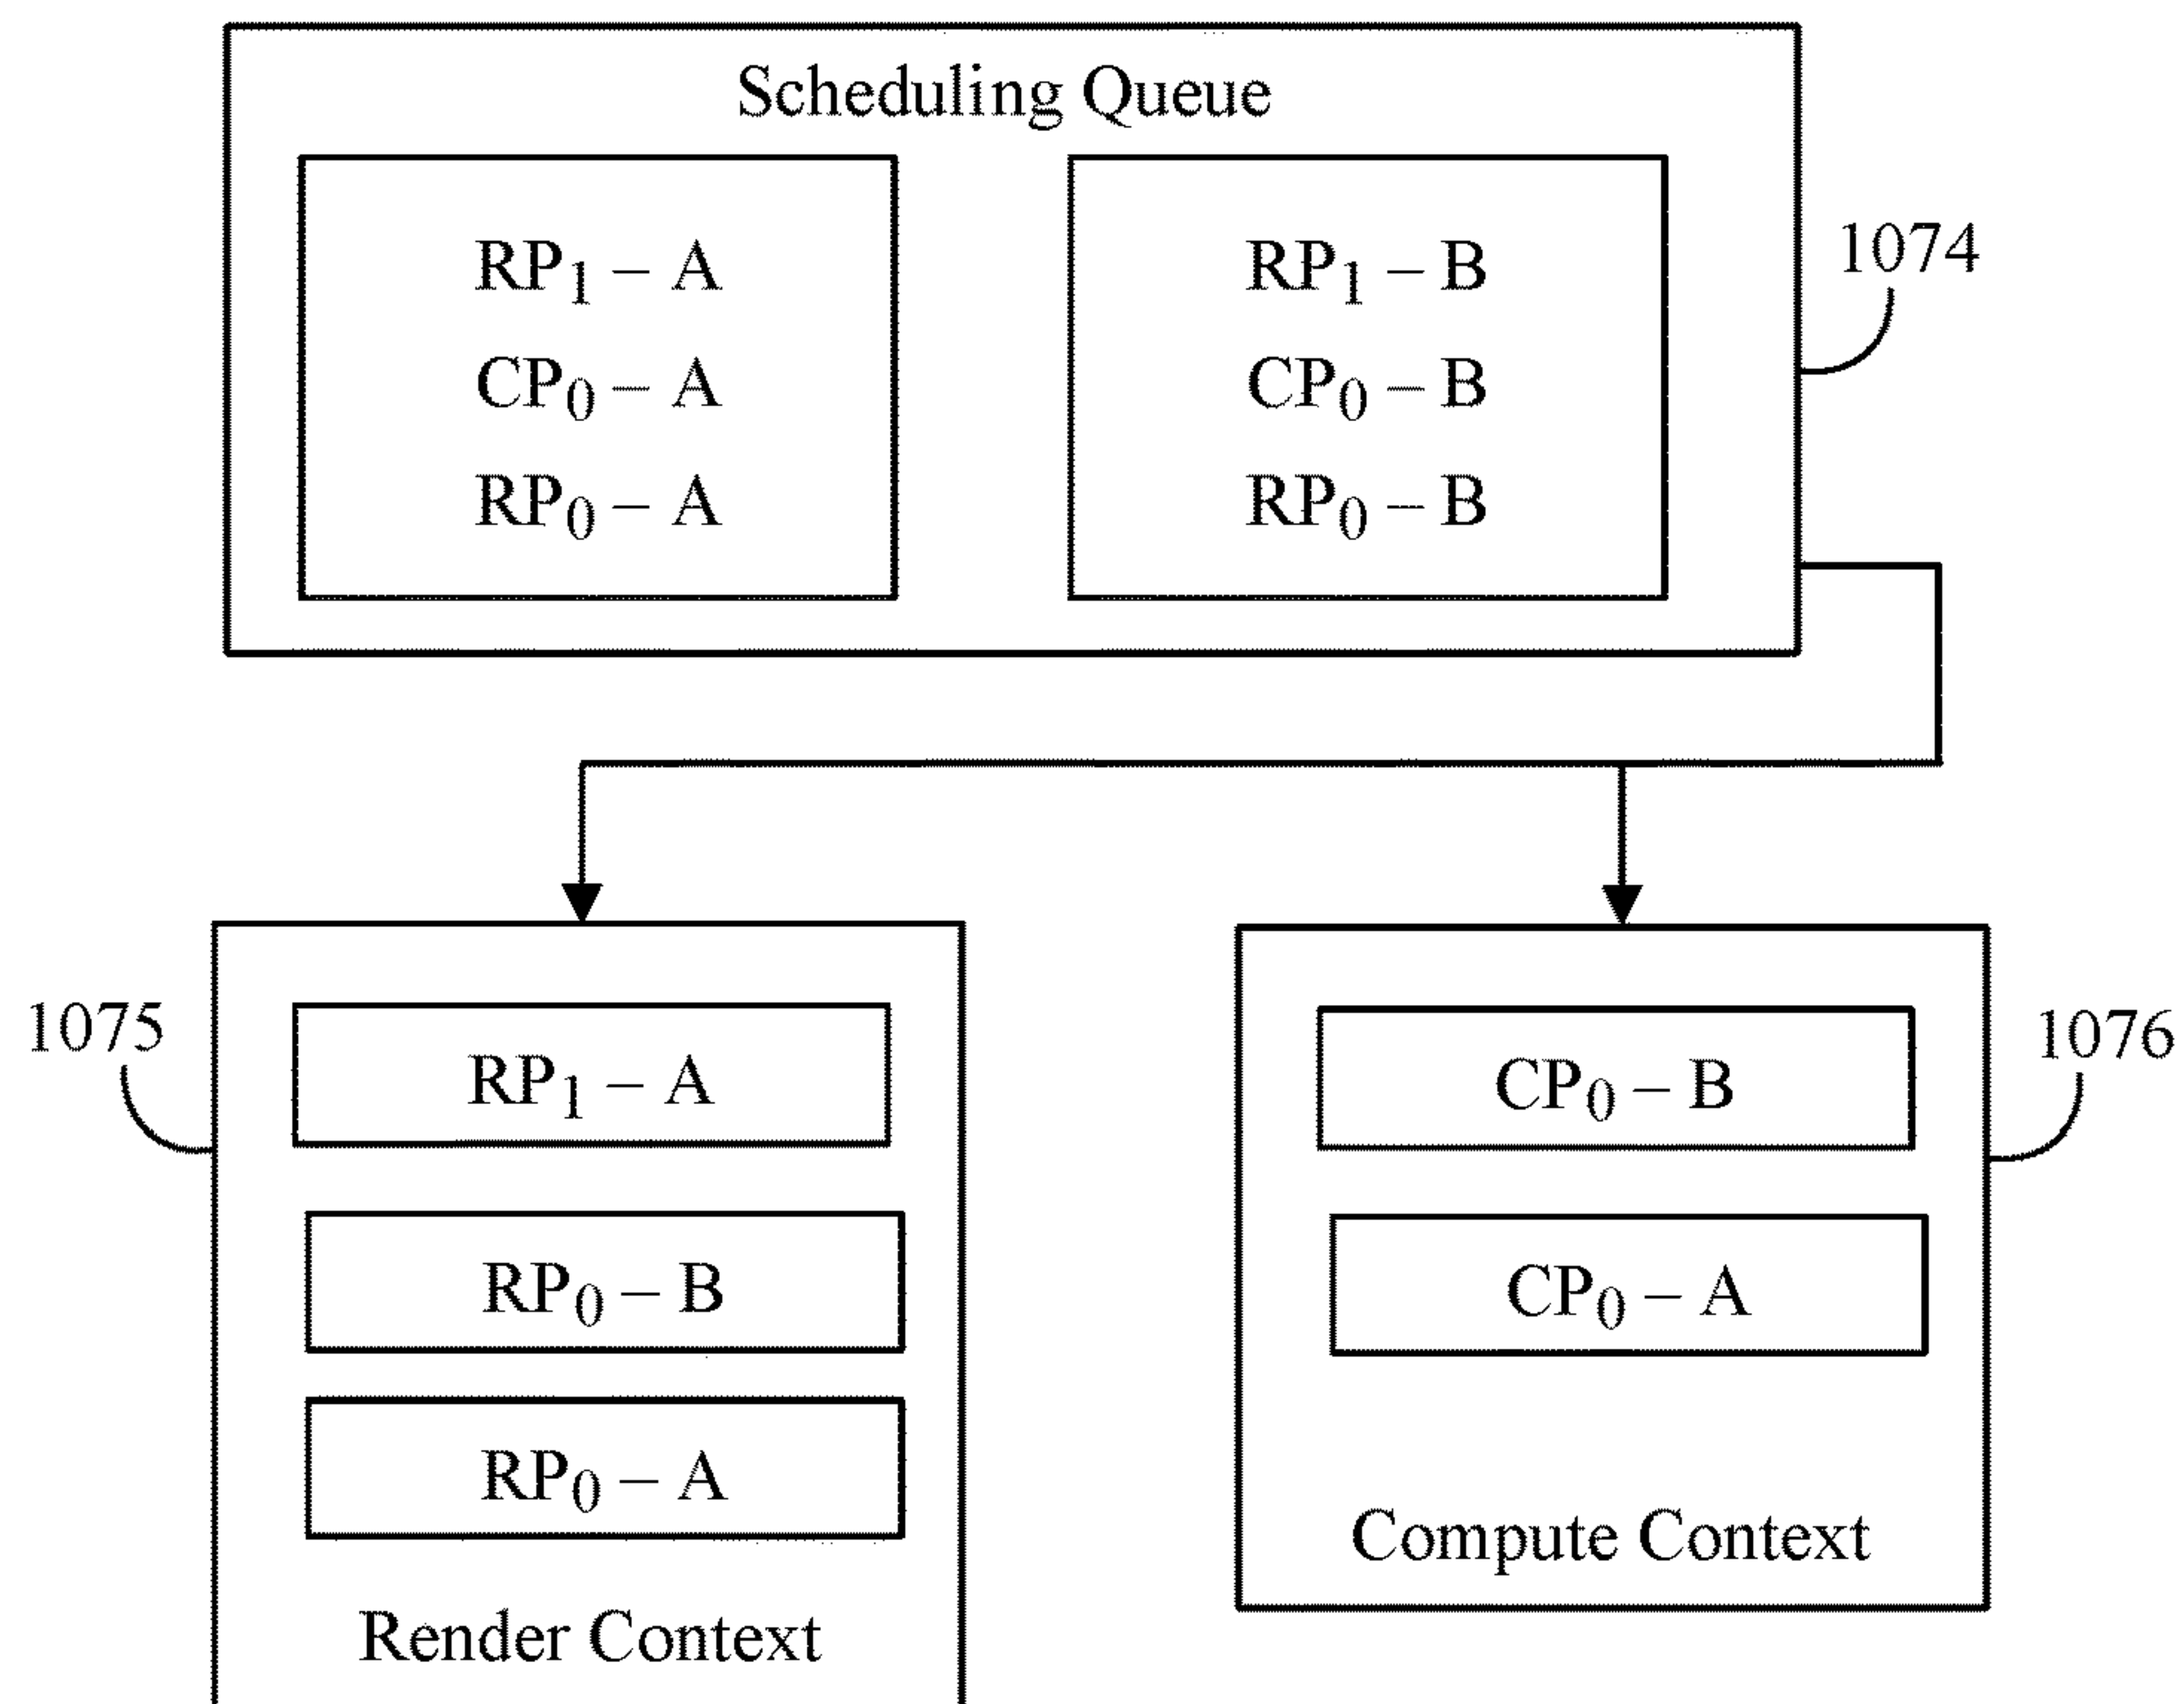 Scheduling Queue
RP₁ – A
CP₀ – A
RP₀ – A
RP₁ – B
CP₀ – B
RP₀ – B
1074
1075
RP₁ – A
RP₀ – B
RP₀ – A
Render Context
CP₀ – B
CP₀ – A
Compute Context
1076